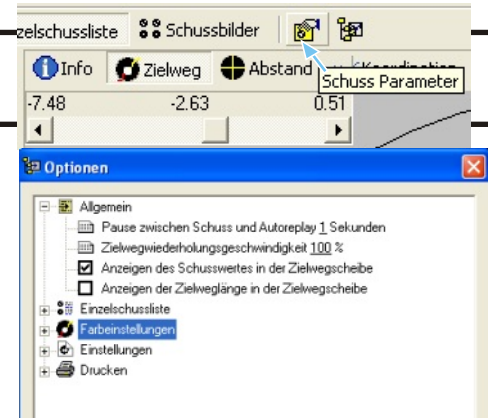 zelschussliste Schussbilder
Info Zielweg Abstand Koordination
Schuss Parameter
-7.48 -2.63 0.51
Optionen
Allgemein
Pause zwischen Schuss und Autoreplay 1 Sekunden
Zielwegwiederholungsgeschwindigkeit 100 %
Anzeigen des Schusswertes in der Zielwegscheibe
Anzeigen der Zielweglänge in der Zielwegscheibe
Einzelschussliste
Farbeinstellungen
Einstellungen
Drucken